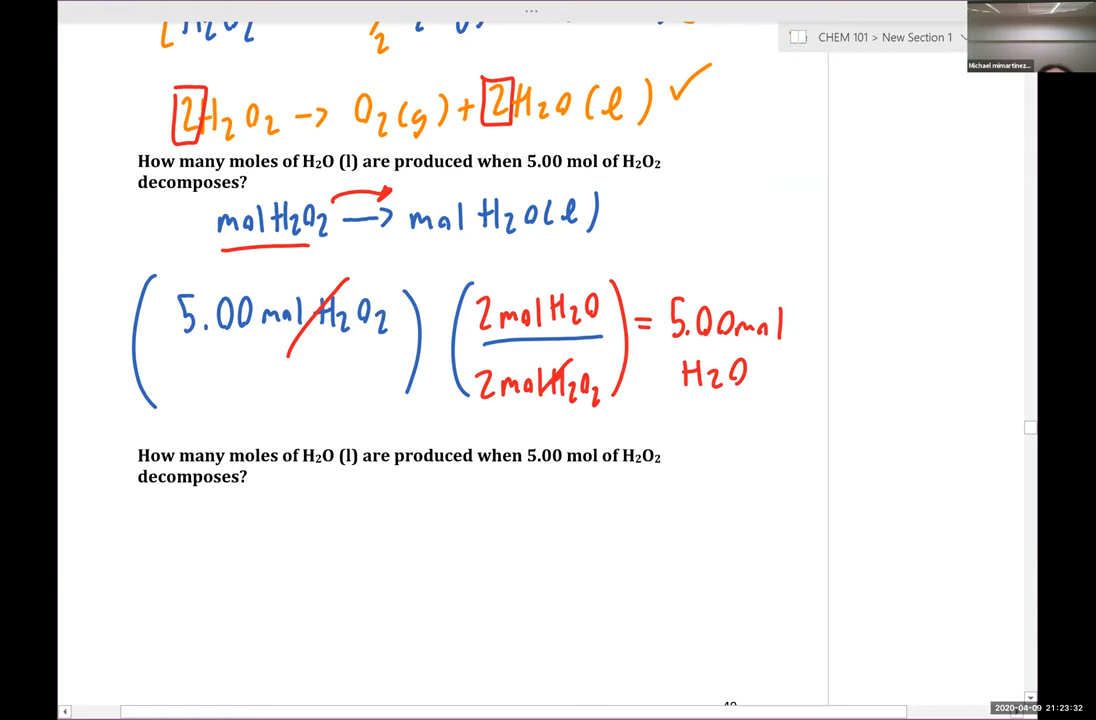 CHEM 101 > New Section 1
Michael mimartinez...
2H₂O₂ -> O₂(g) + 2H₂O(l) ✓
How many moles of H₂O (l) are produced when 5.00 mol of H₂O₂
decomposes?
mol H₂O₂ → mol H₂O(l)
(5.00 mol H₂O₂) (2 mol H₂O / 2 mol H₂O₂) = 5.00 mol
H₂O
How many moles of H₂O (l) are produced when 5.00 mol of H₂O₂
decomposes?
2020-04-09 21:23:32